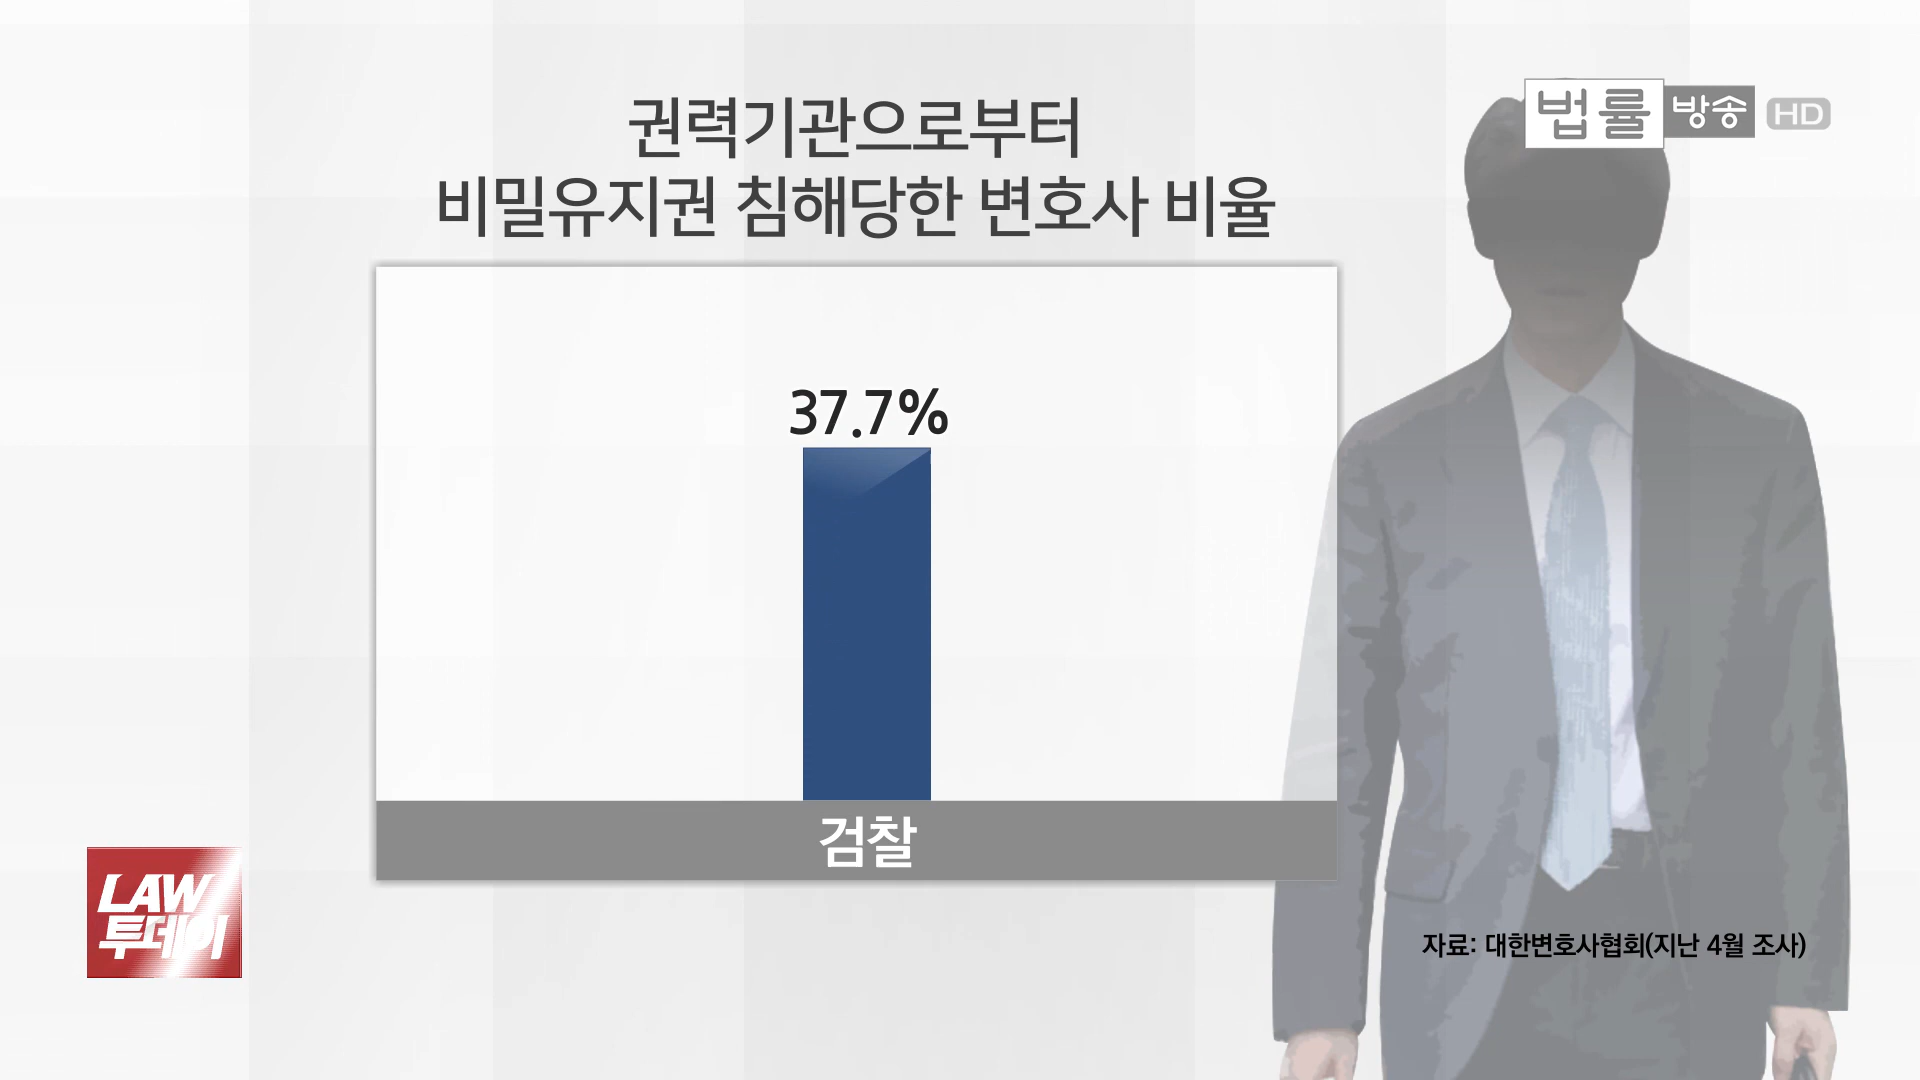 권력기관으로부터
비밀유지권 침해당한 변호사 비율
법률방송 HD
37.7%
검찰
LAW
투데이
자료: 대한변호사협회(지난 4월 조사)